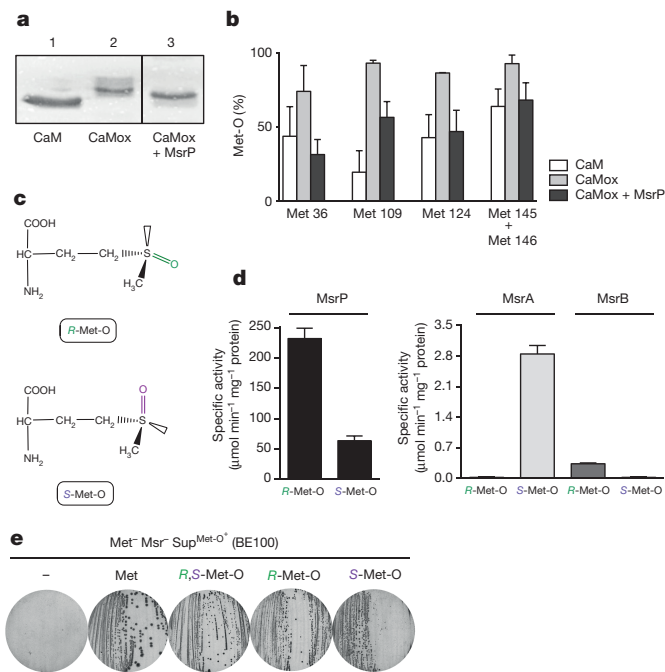 a
1 2 3
CaM CaMox CaMox
+ MsrP
b
100
50
0
Met-O (%)
Met 36 Met 109 Met 124 Met 145
+
Met 146
CaM
CaMox
CaMox + MsrP
c
COOH
HC CH₂ CH₂ S
O
H₃C
NH₂
R-Met-O
O
COOH
HC CH₂ CH₂ S
H₃C
NH₂
S-Met-O
d
MsrP
250
200
150
100
50
0
Specific activity
(μmol min⁻¹ mg⁻¹ protein)
R-Met-O S-Met-O
MsrA MsrB
3.5
2.8
2.1
1.4
0.7
0.0
Specific activity
(μmol min⁻¹ mg⁻¹ protein)
R-Met-O S-Met-O R-Met-O S-Met-O
e
Met⁻ Msr⁻ Sup^Met-O⁺ (BE100)
– Met R,S-Met-O R-Met-O S-Met-O